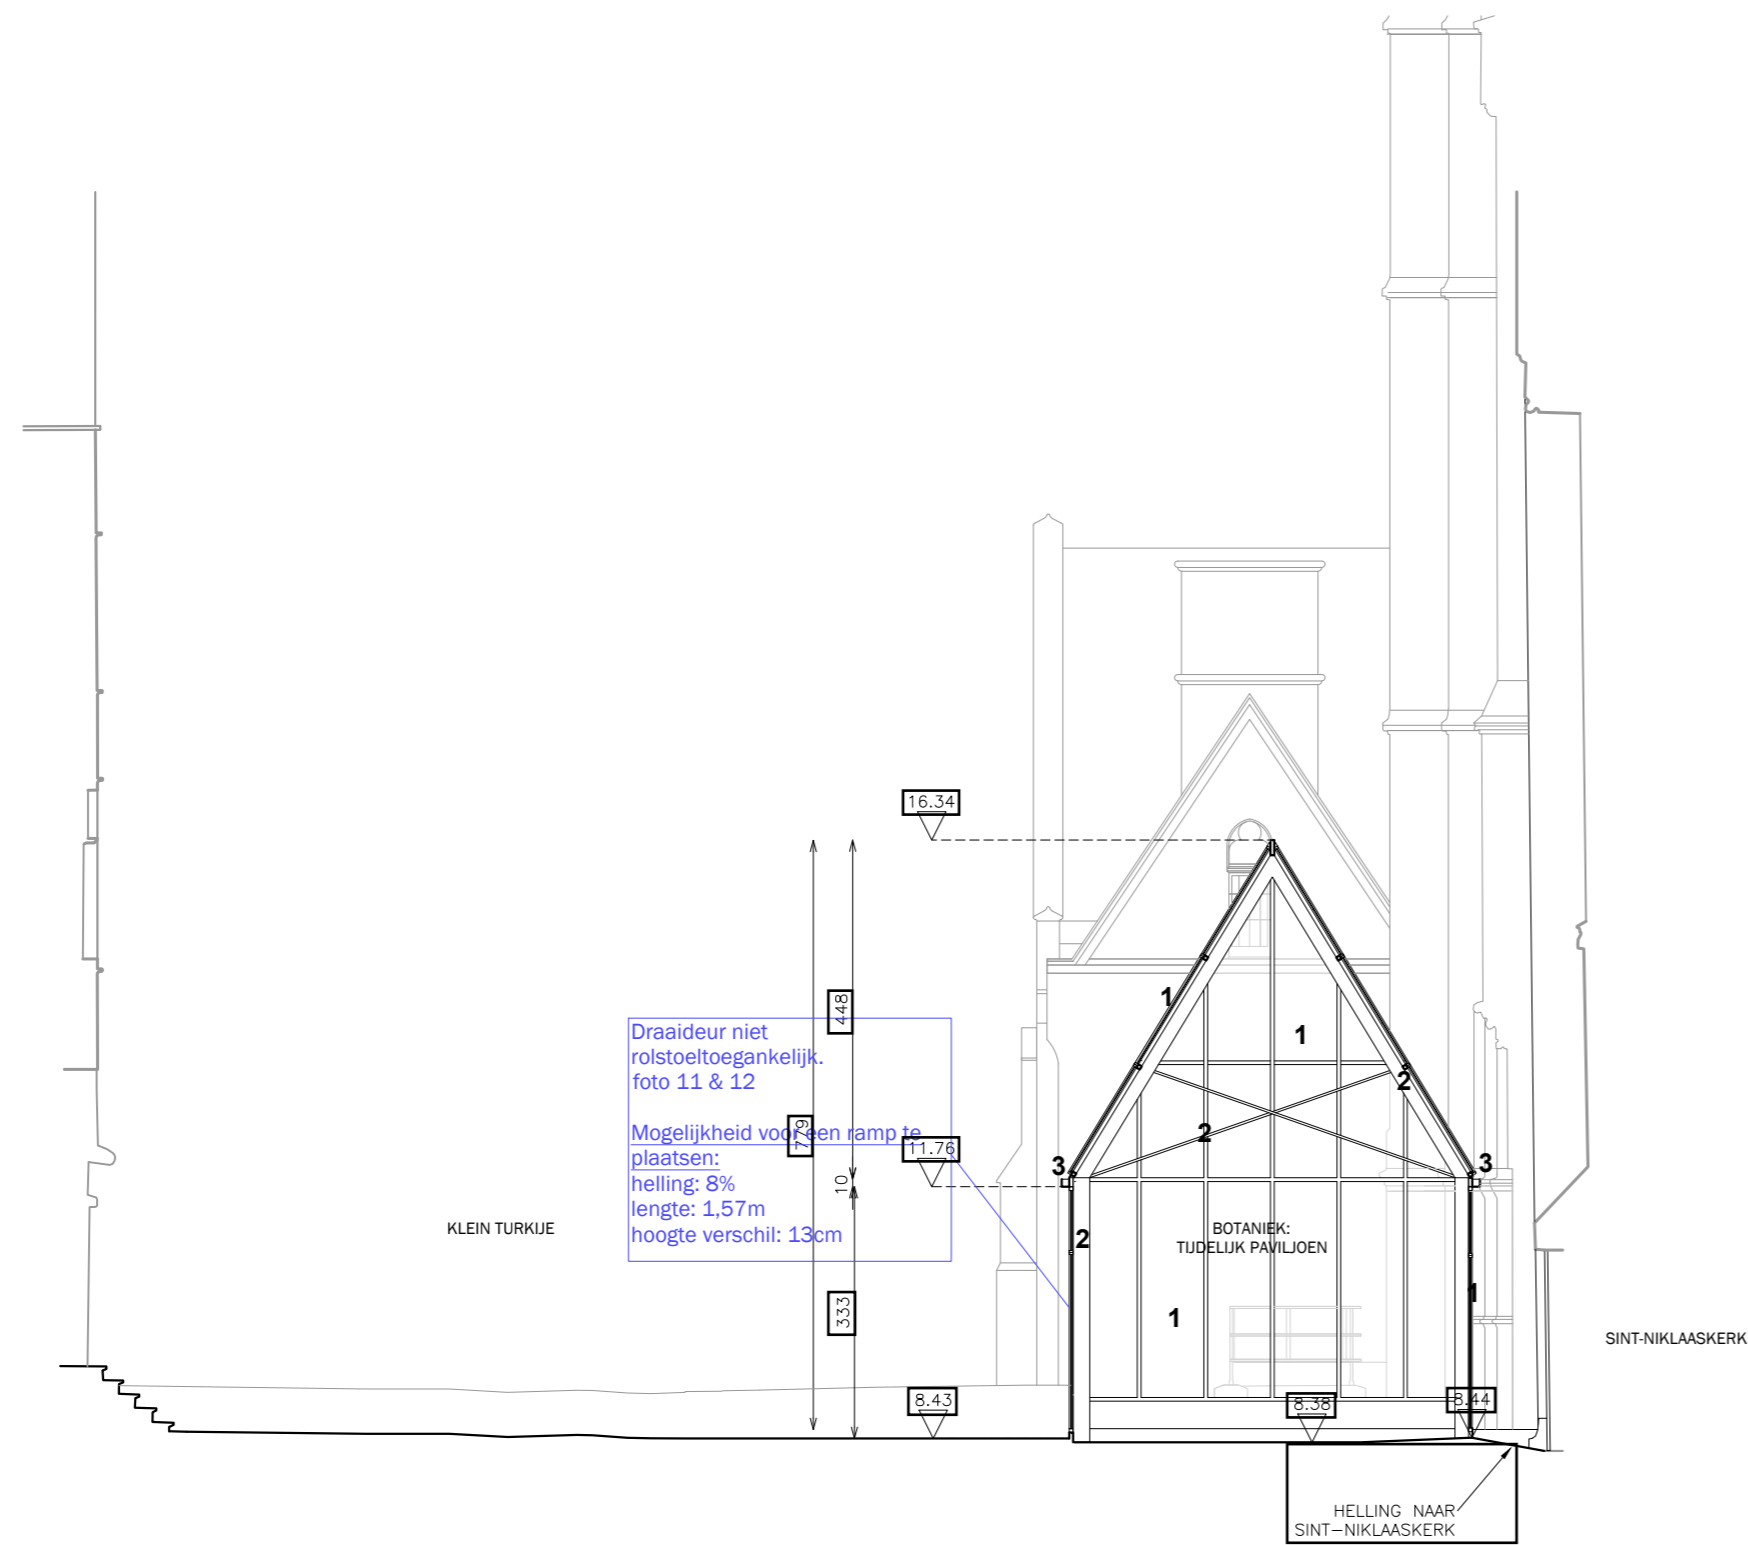 16.34
448
1
1
Draaideur niet
rolstoeltoegankelijk.
foto 11 & 12
2
Mogelijkheid voor een ramp te
plaatsen:
helling: 8%
lengte: 1,57m
hoogte verschil: 13cm
779
2
11.76
3
3
10
KLEIN TURKIJE
BOTANIEK:
TIJDELIJK PAVILJOEN
2
333
1
1
SINT-NIKLAASKERK
8.43
8.38
8.44
HELLING NAAR
SINT-NIKLAASKERK